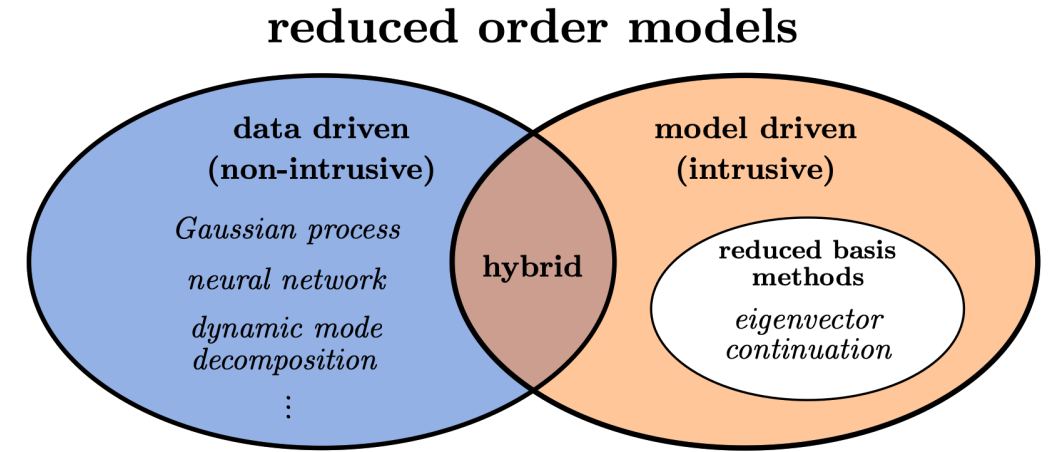 reduced order models
data driven
(non-intrusive)
Gaussian process
neural network
dynamic mode
decomposition
⋮
hybrid
model driven
(intrusive)
reduced basis
methods
eigenvector
continuation